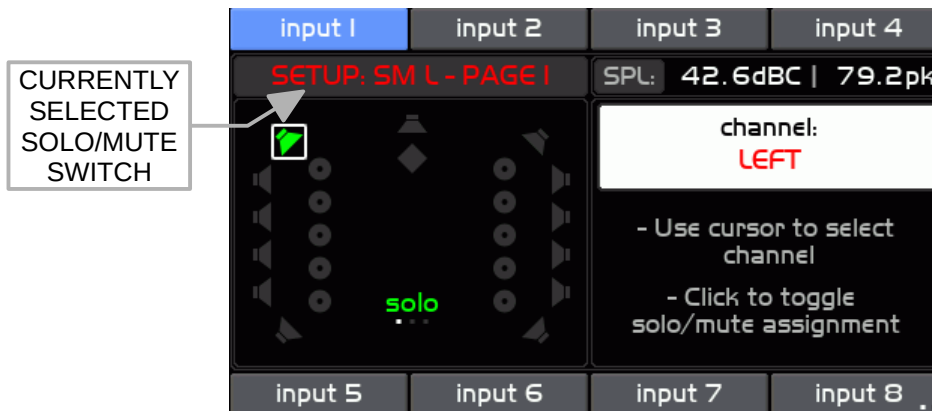 input 1
input 2
input 3
input 4
CURRENTLY
SELECTED
SOLO/MUTE
SWITCH
SETUP: SM L - PAGE 1
SPL: 42.6dBC | 79.2pk
channel:
LEFT
- Use cursor to select
channel
- Click to toggle
solo/mute assignment
solo
input 5
input 6
input 7
input 8